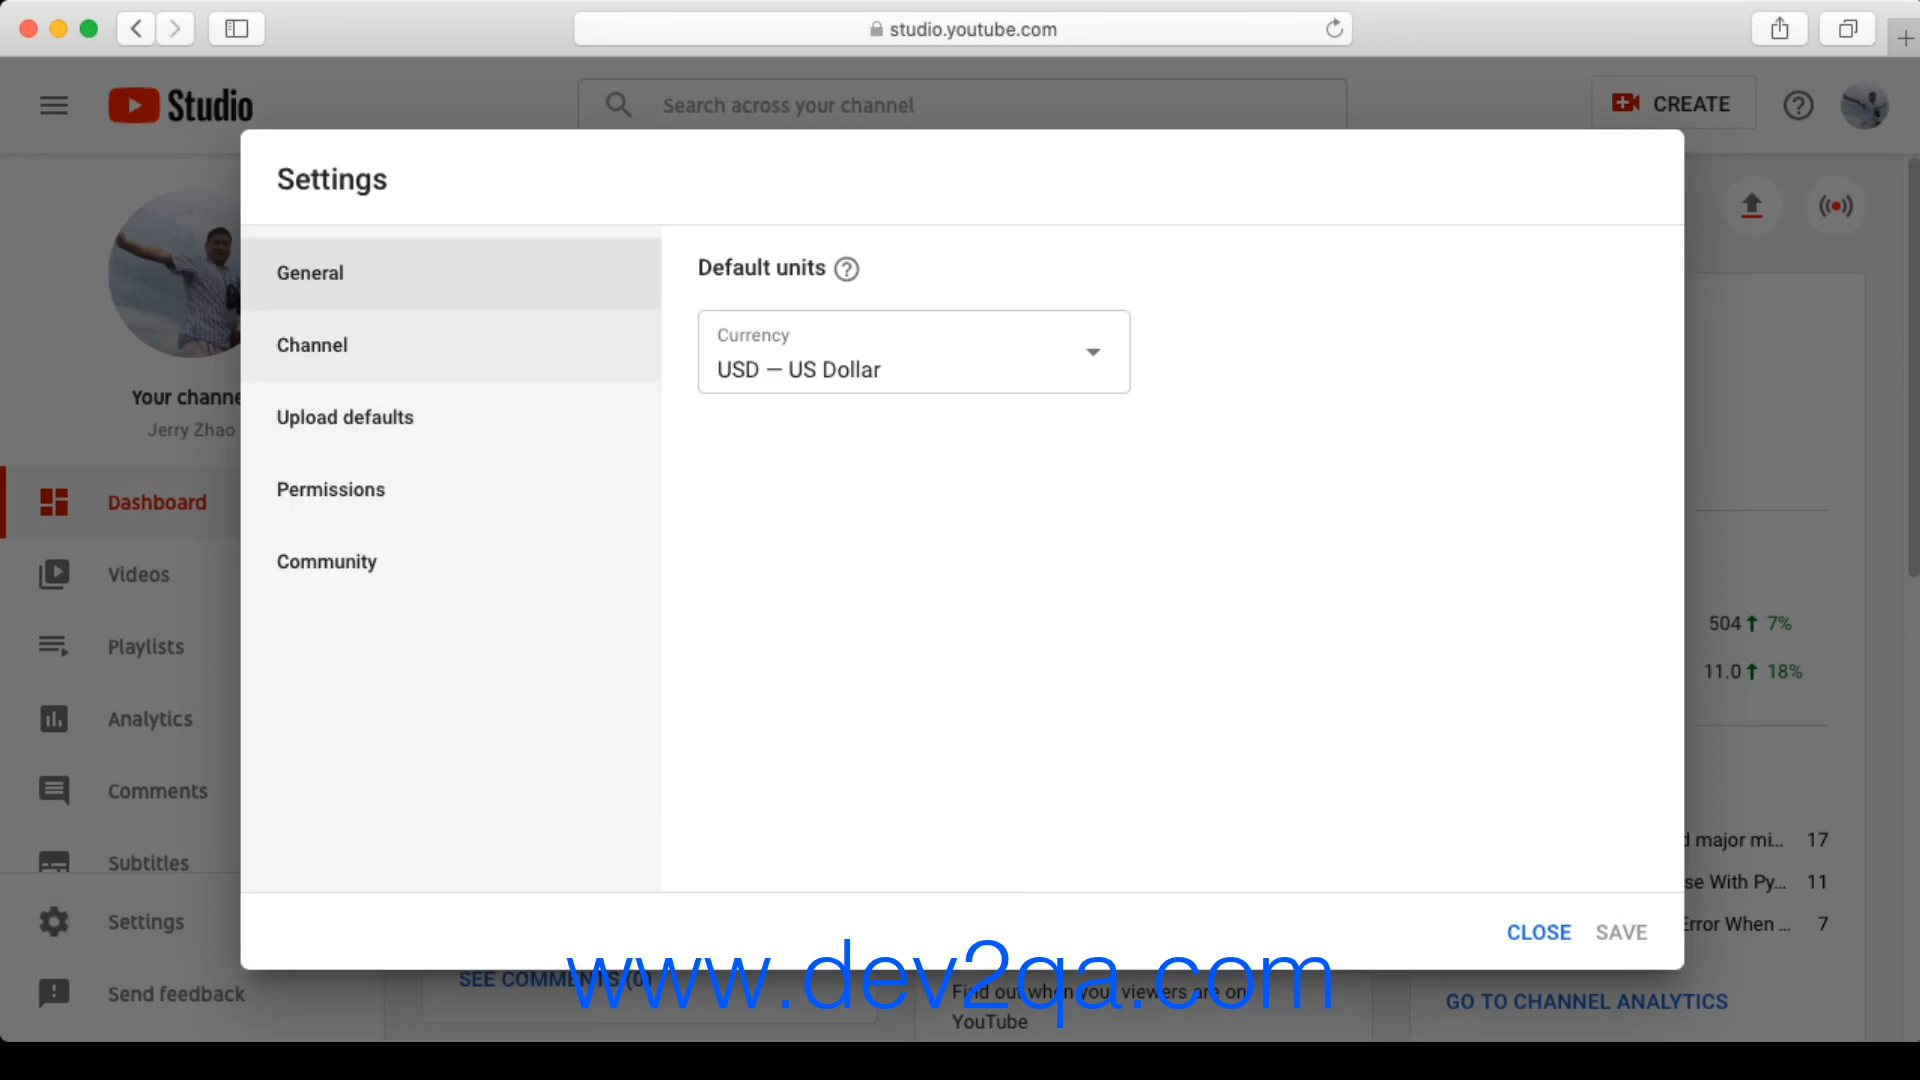 studio.youtube.com
Studio
Search across your channel
CREATE
Settings
General
Channel
Upload defaults
Permissions
Community
Default units
Currency
USD — US Dollar
Your channe
Jerry Zhao
Dashboard
Videos
Playlists
Analytics
Comments
Subtitles
Settings
Send feedback
504 7%
11.0 18%
d major mi... 17
se With Py... 11
Error When ... 7
CLOSE SAVE
www.dev2qa.com
SEE COMMENTS (0)
Find out when your viewers are on
YouTube
GO TO CHANNEL ANALYTICS